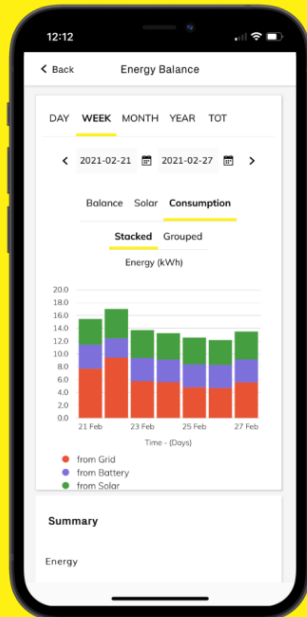 12:12
Back Energy Balance
DAY WEEK MONTH YEAR TOT
2021-02-21 2021-02-27
Balance Solar Consumption
Stacked Grouped
Energy (kWh)
20.0
18.0
16.0
14.0
12.0
10.0
8.0
6.0
4.0
2.0
0.0
21 Feb 23 Feb 25 Feb 27 Feb
Time - (Days)
from Grid
from Battery
from Solar
Summary
Energy